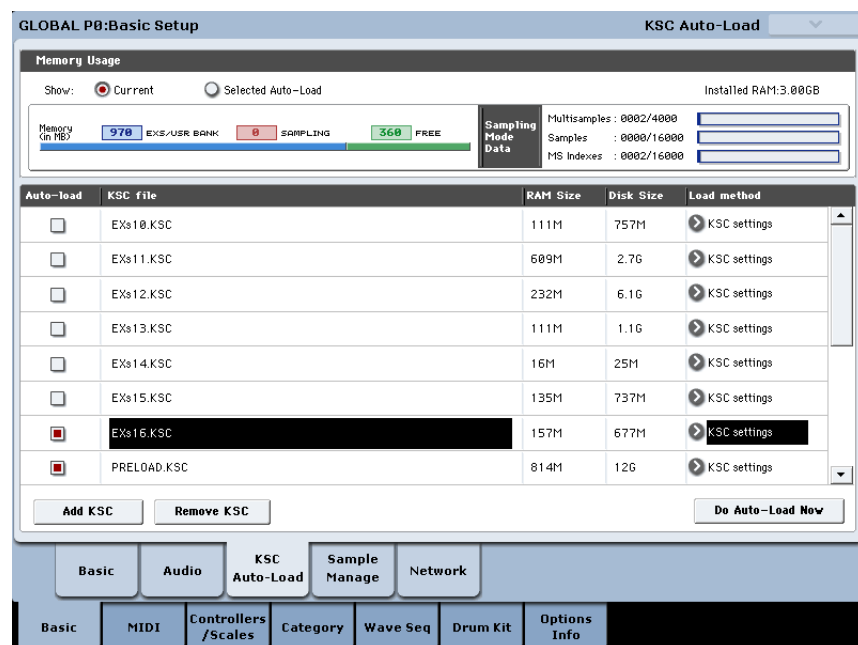 GLOBAL P0:Basic Setup KSC Auto-Load
Memory Usage
Show: Current Selected Auto-Load Installed RAM:3.00GB
Memory (in MB) 970 EXS/USR BANK 0 SAMPLING 360 FREE
Sampling Mode Data
Multisamples : 0002/4000
Samples : 0000/16000
MS Indexes : 0002/16000
Auto-load KSC file RAM Size Disk Size Load method
EXs10.KSC 111M 757M KSC settings
EXs11.KSC 609M 2.7G KSC settings
EXs12.KSC 232M 6.1G KSC settings
EXs13.KSC 111M 1.1G KSC settings
EXs14.KSC 16M 25M KSC settings
EXs15.KSC 135M 737M KSC settings
EXs16.KSC 157M 677M KSC settings
PRELOAD.KSC 814M 12G KSC settings
Add KSC Remove KSC Do Auto-Load Now
Basic Audio KSC Auto-Load Sample Manage Network
Basic MIDI Controllers /Scales Category Wave Seq Drum Kit Options Info